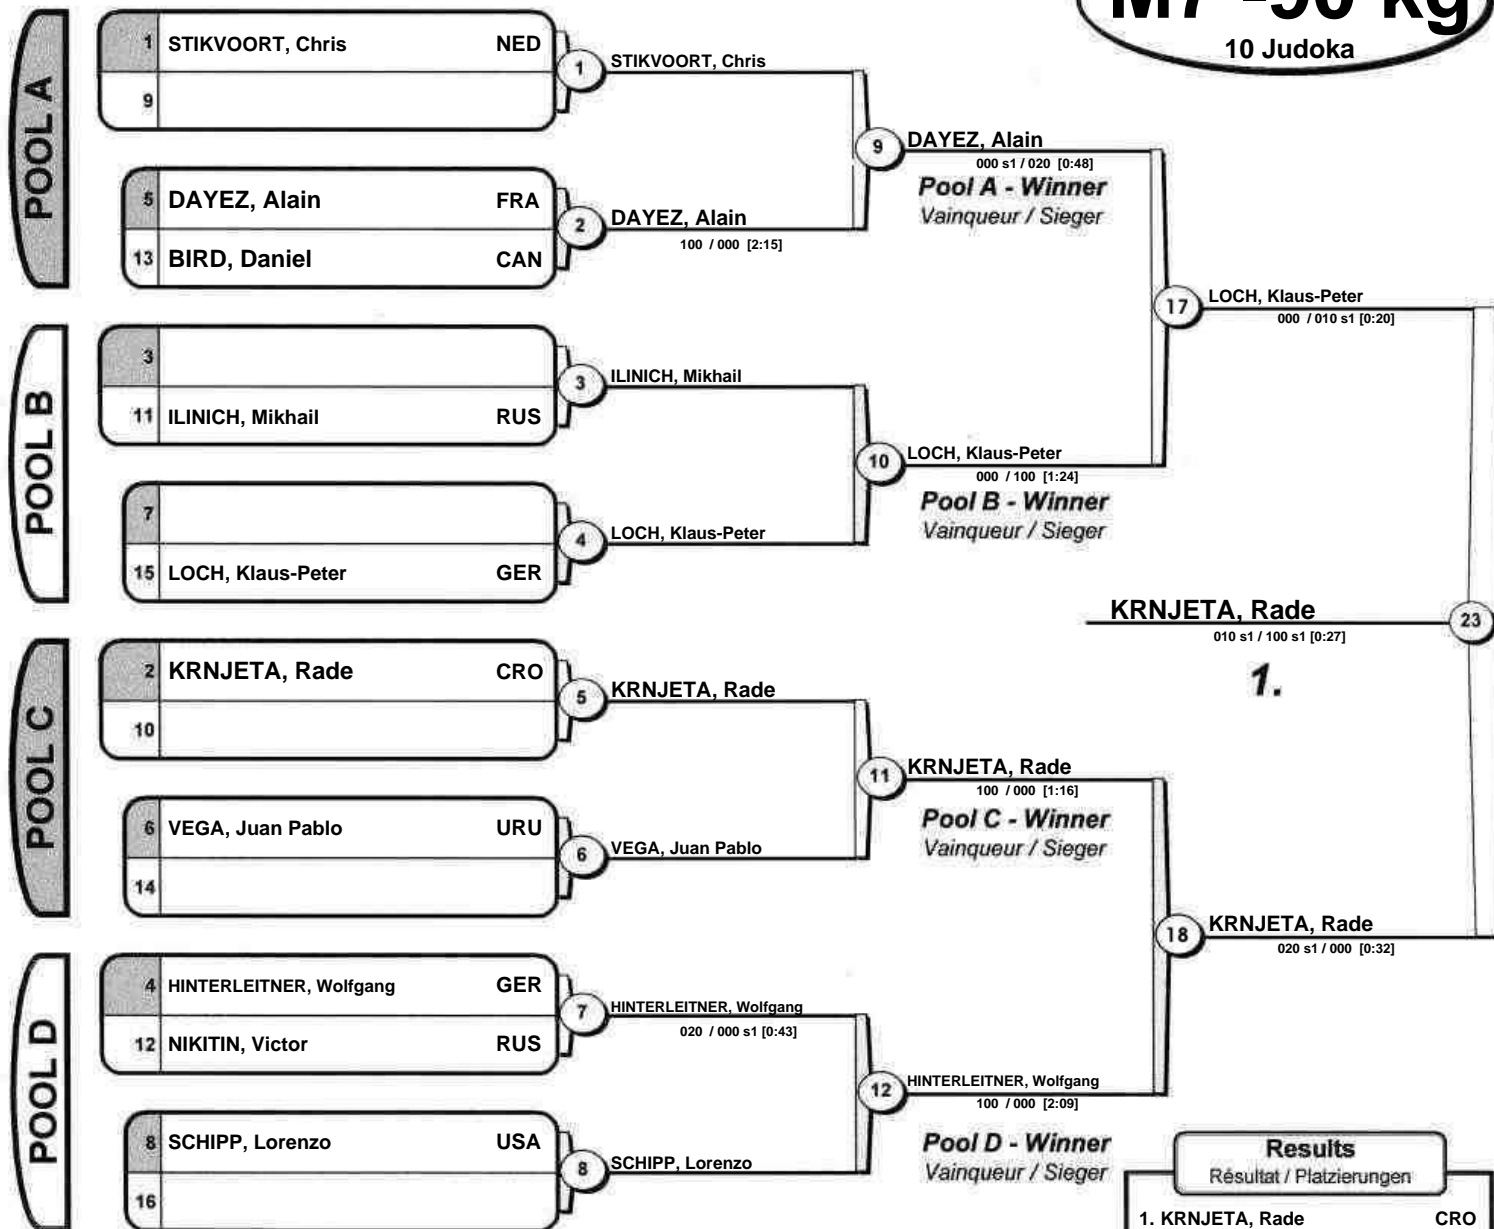 M7 -90 kg
10 Judoka
POOL A
1 STIKVOORT, Chris NED
9
1 STIKVOORT, Chris
5 DAYEZ, Alain FRA
13 BIRD, Daniel CAN
2 DAYEZ, Alain
100 / 000 [2:15]
9 DAYEZ, Alain
000 s1 / 020 [0:48]
Pool A - Winner
Vainqueur / Sieger
POOL B
3
11 ILINICH, Mikhail RUS
3 ILINICH, Mikhail
7
15 LOCH, Klaus-Peter GER
4 LOCH, Klaus-Peter
10 LOCH, Klaus-Peter
000 / 100 [1:24]
Pool B - Winner
Vainqueur / Sieger
17 LOCH, Klaus-Peter
000 / 010 s1 [0:20]
KRNJETA, Rade 23
010 s1 / 100 s1 [0:27]
1.
POOL C
2 KRNJETA, Rade CRO
10
5 KRNJETA, Rade
6 VEGA, Juan Pablo URU
14
6 VEGA, Juan Pablo
11 KRNJETA, Rade
100 / 000 [1:16]
Pool C - Winner
Vainqueur / Sieger
18 KRNJETA, Rade
020 s1 / 000 [0:32]
POOL D
4 HINTERLEITNER, Wolfgang GER
12 NIKITIN, Victor RUS
7 HINTERLEITNER, Wolfgang
020 / 000 s1 [0:43]
8 SCHIPP, Lorenzo USA
16
8 SCHIPP, Lorenzo
12 HINTERLEITNER, Wolfgang
100 / 000 [2:09]
Pool D - Winner
Vainqueur / Sieger
Results
Résultat / Platzierungen
1. KRNJETA, Rade CRO